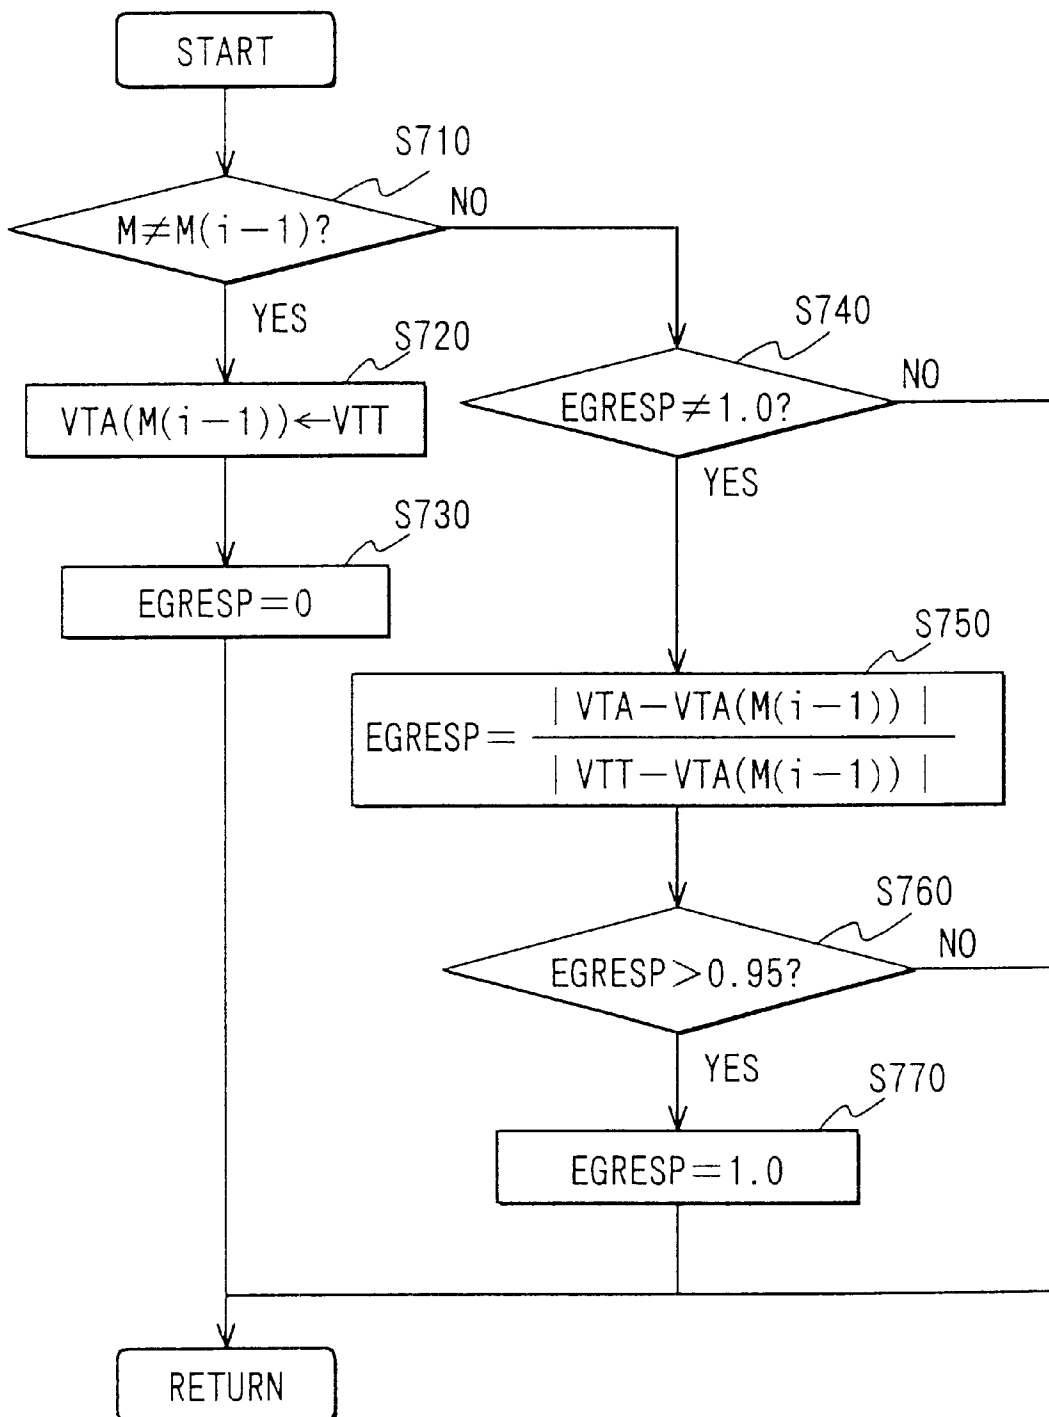 START
S710
M≠M(i−1)?
NO
YES
S720
VTA(M(i−1))←VTT
S730
EGRESP=0
S740
EGRESP≠1.0?
NO
YES
S750
EGRESP= | VTA−VTA(M(i−1)) |
| VTT−VTA(M(i−1)) |
S760
EGRESP>0.95?
NO
YES
S770
EGRESP=1.0
RETURN